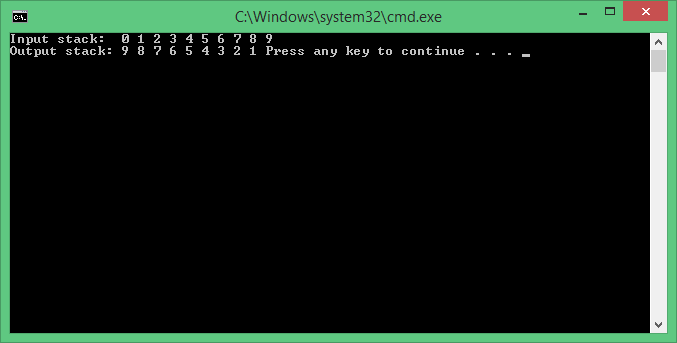 C:\Windows\system32\cmd.exe
Input stack:  0 1 2 3 4 5 6 7 8 9
Output stack: 9 8 7 6 5 4 3 2 1 Press any key to continue . . . _